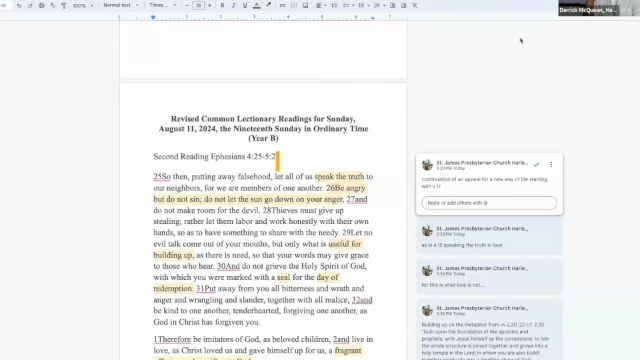 100%
Normal text
Times...
18
B I U A
Derrick McQueen, He...
Revised Common Lectionary Readings for Sunday,
August 11, 2024, the Nineteenth Sunday in Ordinary Time
(Year B)
Second Reading Ephesians 4:25-5:2
25So then, putting away falsehood, let all of us speak the truth to
our neighbors, for we are members of one another. 26Be angry
but do not sin; do not let the sun go down on your anger, 27and
do not make room for the devil. 28Thieves must give up
stealing; rather let them labor and work honestly with their own
hands, so as to have something to share with the needy. 29Let no
evil talk come out of your mouths, but only what is useful for
building up, as there is need, so that your words may give grace
to those who hear. 30And do not grieve the Holy Spirit of God,
with which you were marked with a seal for the day of
redemption. 31Put away from you all bitterness and wrath and
anger and wrangling and slander, together with all malice, 32and
be kind to one another, tenderhearted, forgiving one another, as
God in Christ has forgiven you.
1Therefore be imitators of God, as beloved children, 2and live in
love, as Christ loved us and gave himself up for us, a fragrant
St. James Presbyterian Church Harle...
Today
continuation of an appeal for a new way of life starting
with v 17
Reply or add others with @
St. James Presbyterian Church Harle...
Today
as in 4:15 speaking the truth in love
St. James Presbyterian Church Harle...
Today
for this is what love is not....
St. James Presbyterian Church Harle...
Today
Building up on the metaphor from vv 2.20-22 cf. 2.20
"built upon the foundation of the apostles and
prophets, with Jesus as the cornerstone. In him
the whole structure is joined together and grows into a
holy temple in the Lord; in whom you are also build!